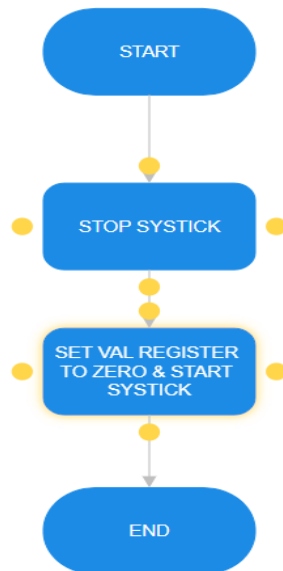 START
STOP SYSTICK
SET VAL REGISTER
TO ZERO & START
SYSTICK
END